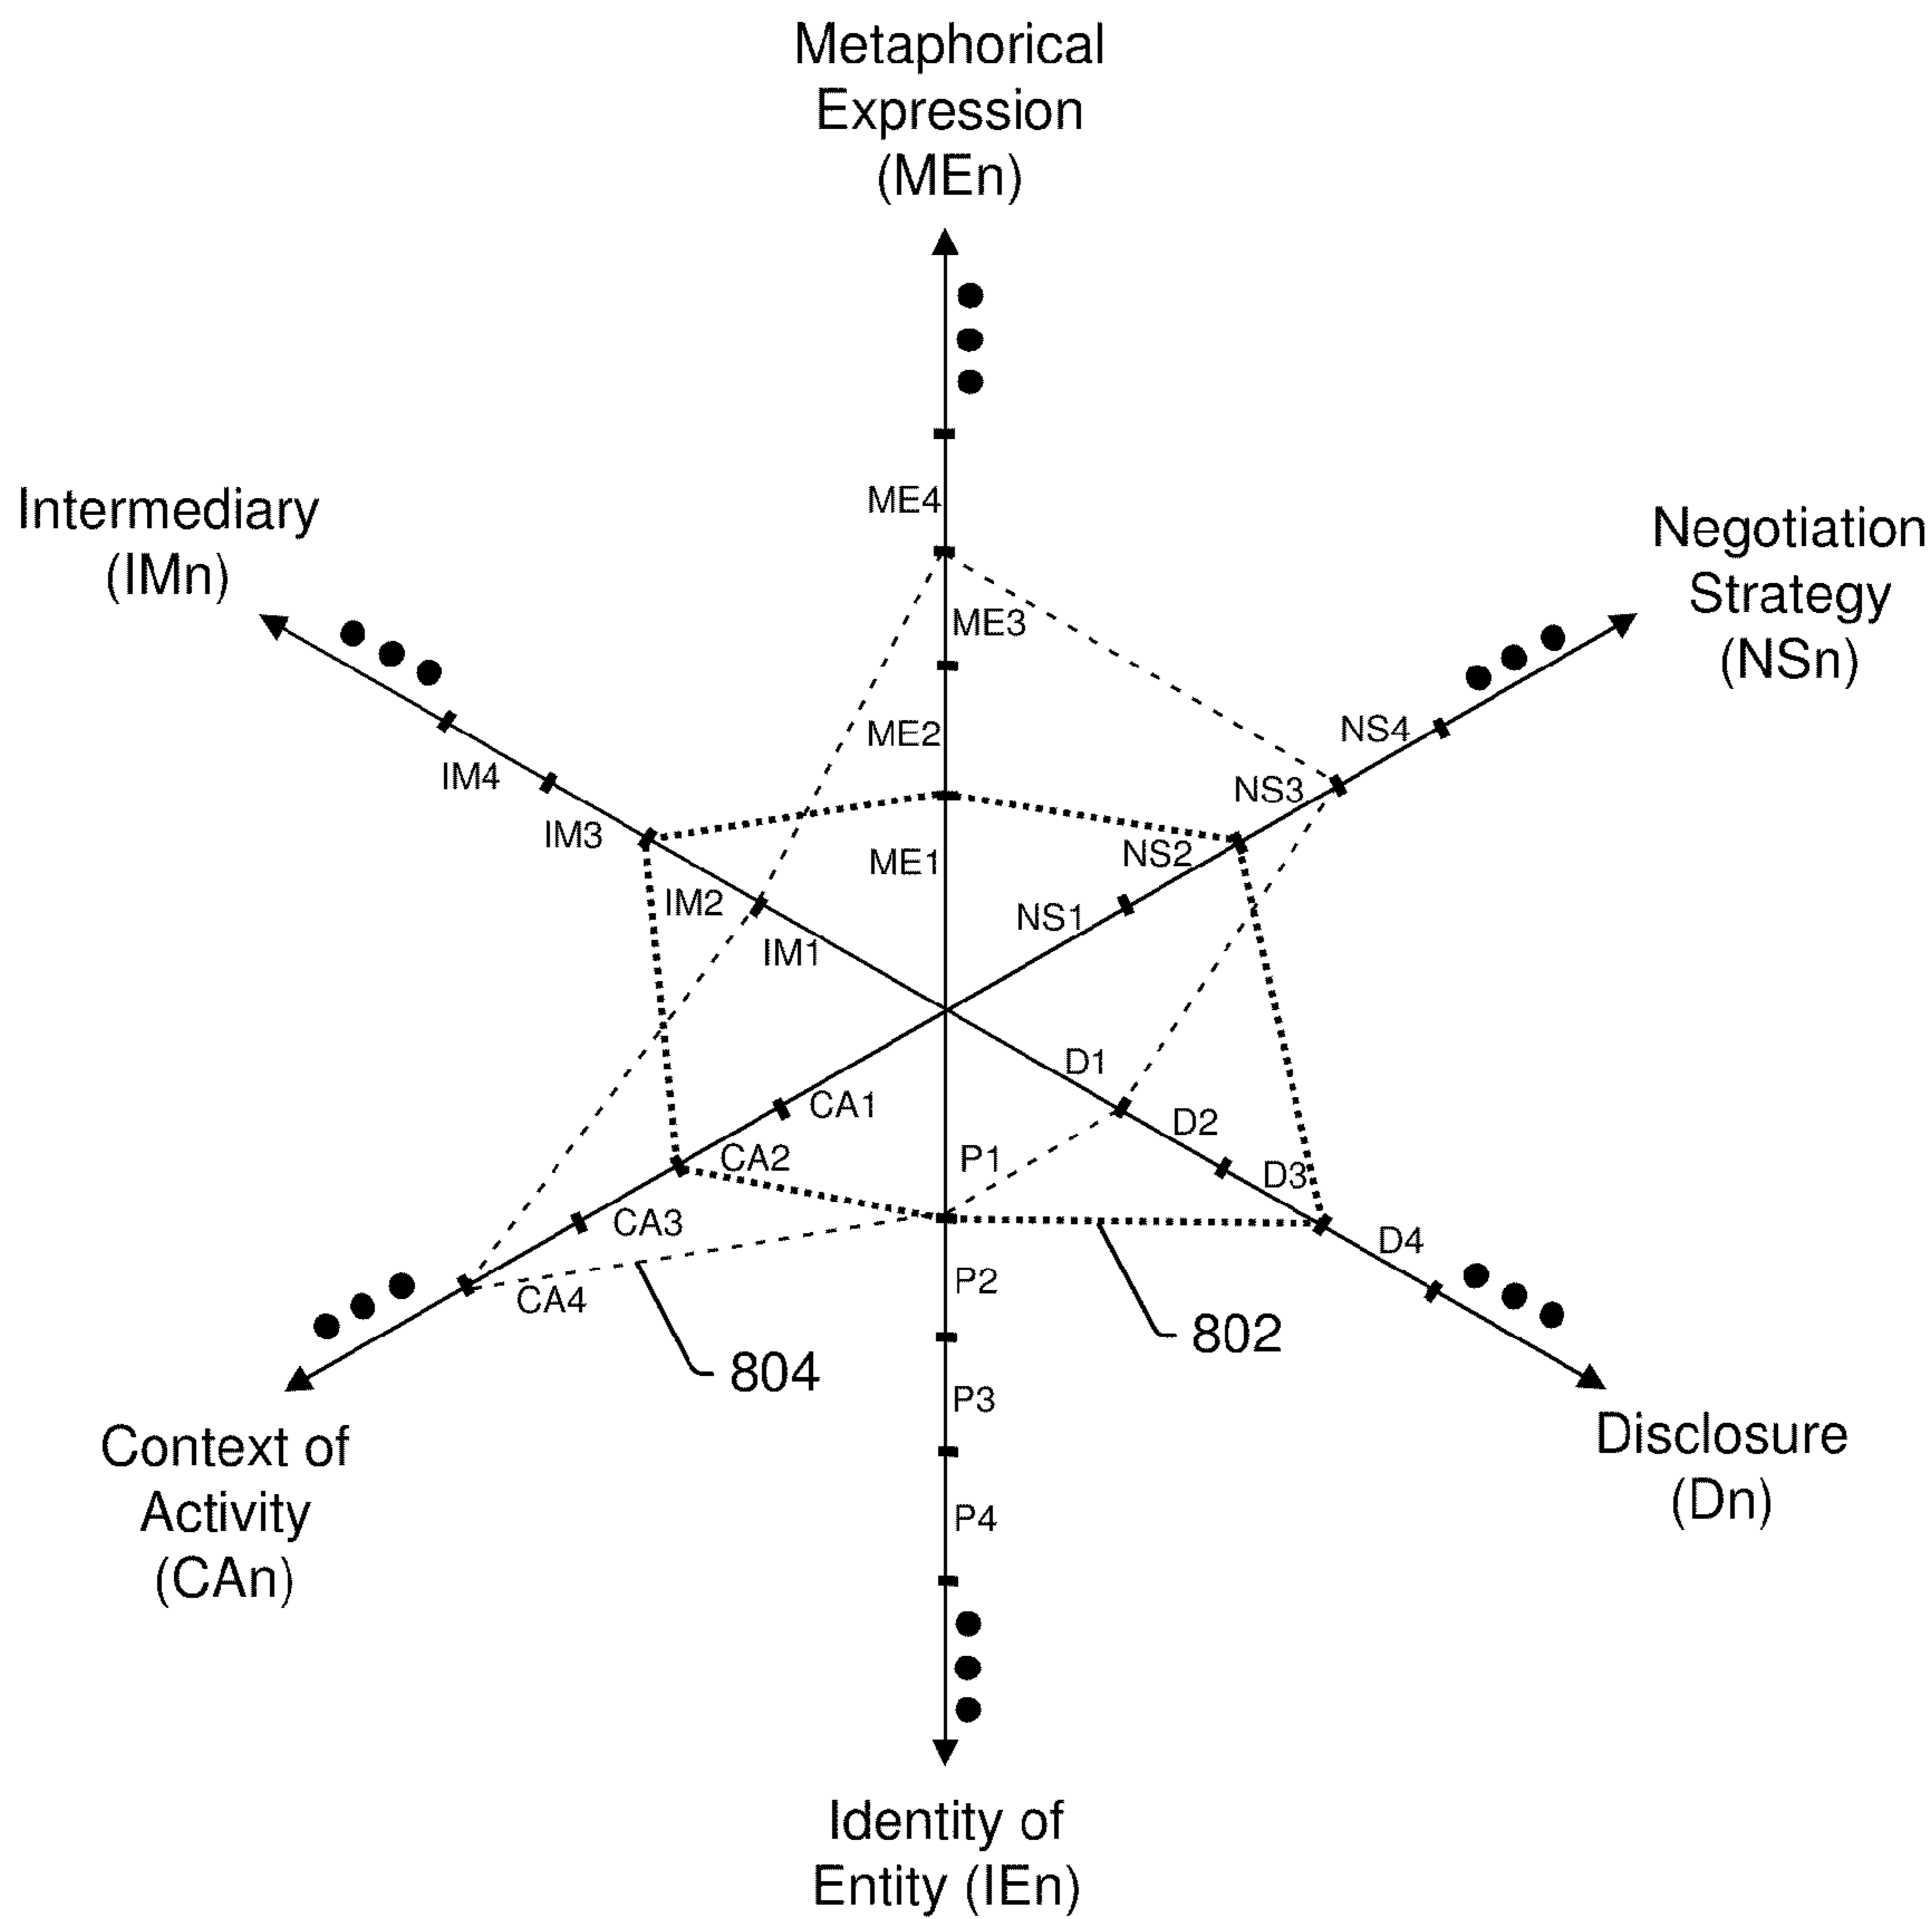 Metaphorical
Expression
(MEn)
Intermediary
(IMn)
Negotiation
Strategy
(NSn)
ME4
ME3
ME2
ME1
NS4
NS3
NS2
NS1
IM4
IM3
IM2
IM1
D1
D2
D3
D4
CA1
CA2
CA3
CA4
P1
P2
P3
P4
802
804
Context of
Activity
(CAn)
Disclosure
(Dn)
Identity of
Entity (IEn)